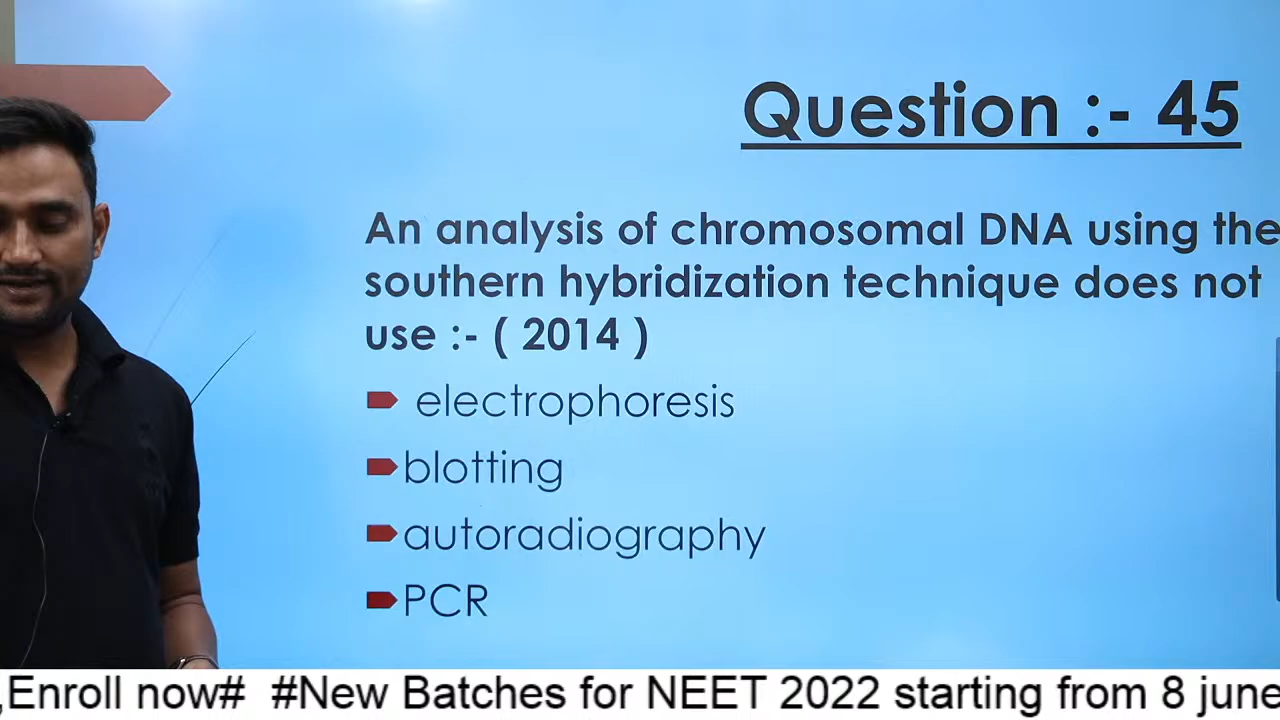 Question :- 45
An analysis of chromosomal DNA using the
southern hybridization technique does not
use :- ( 2014 )
electrophoresis
blotting
autoradiography
PCR
,Enroll now# #New Batches for NEET 2022 starting from 8 june